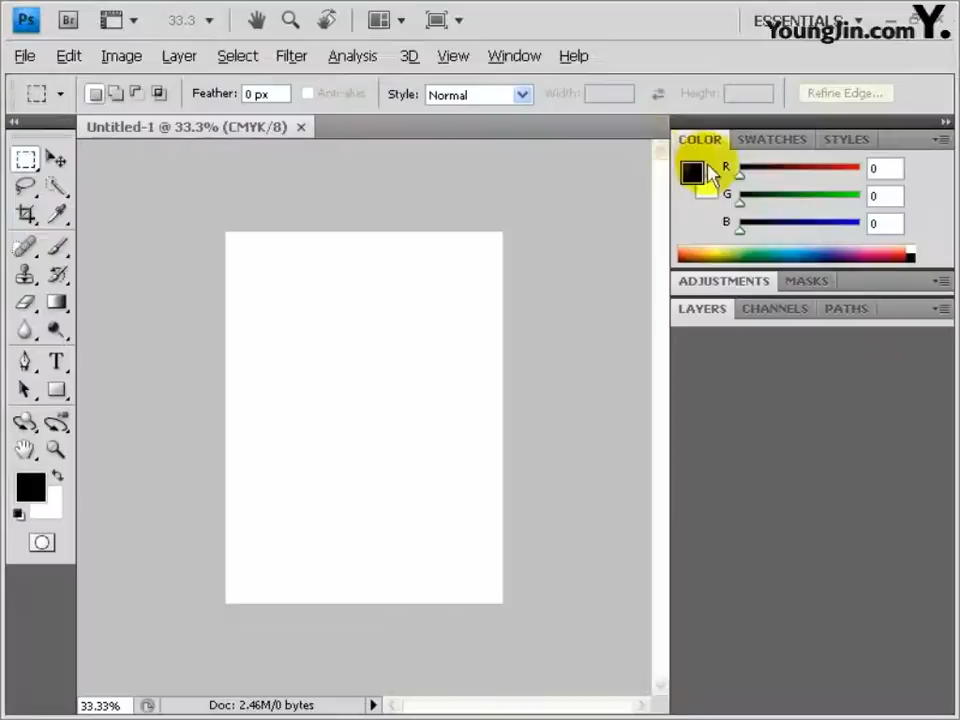 Ps Br 33.3 ESSENTIALS
YoungJin.com Y.
File Edit Image Layer Select Filter Analysis 3D View Window Help
Feather: 0 px Anti-alias Style: Normal Width: Height: Refine Edge...
Untitled-1 @ 33.3% (CMYK/8)
COLOR SWATCHES STYLES
R 0
G 0
B 0
ADJUSTMENTS MASKS
LAYERS CHANNELS PATHS
T
33.33% Doc: 2.46M/0 bytes